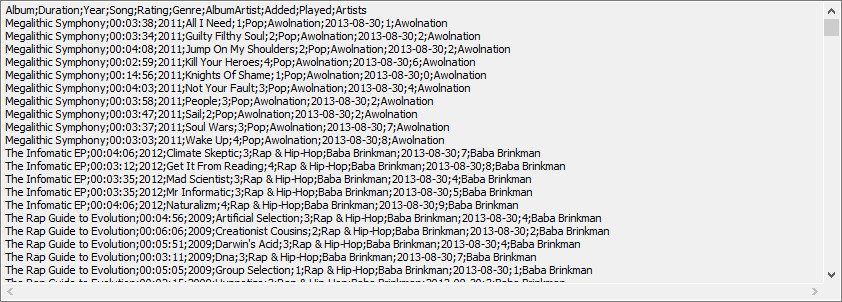 Album;Duration;Year;Song;Rating;Genre;AlbumArtist;Added;Played;Artists
Megalithic Symphony;00:03:38;2011;All I Need;1;Pop;Awolnation;2013-08-30;1;Awolnation
Megalithic Symphony;00:03:34;2011;Guilty Filthy Soul;2;Pop;Awolnation;2013-08-30;2;Awolnation
Megalithic Symphony;00:04:08;2011;Jump On My Shoulders;2;Pop;Awolnation;2013-08-30;2;Awolnation
Megalithic Symphony;00:02:59;2011;Kill Your Heroes;4;Pop;Awolnation;2013-08-30;6;Awolnation
Megalithic Symphony;00:14:56;2011;Knights Of Shame;1;Pop;Awolnation;2013-08-30;0;Awolnation
Megalithic Symphony;00:04:03;2011;Not Your Fault;3;Pop;Awolnation;2013-08-30;4;Awolnation
Megalithic Symphony;00:03:58;2011;People;3;Pop;Awolnation;2013-08-30;2;Awolnation
Megalithic Symphony;00:03:47;2011;Sail;2;Pop;Awolnation;2013-08-02;2;Awolnation
Megalithic Symphony;00:03:37;2011;Soul Wars;3;Pop;Awolnation;2013-08-30;7;Awolnation
Megalithic Symphony;00:03:03;2011;Wake Up;4;Pop;Awolnation;2013-08-30;8;Awolnation
The Infomatic EP;00:04:06;2012;Climate Skeptic;3;Rap & Hip-Hop;Baba Brinkman;2013-08-30;7;Baba Brinkman
The Infomatic EP;00:03:12;2012;Get It From Reading;4;Rap & Hip-Hop;Baba Brinkman;2013-08-30;8;Baba Brinkman
The Infomatic EP;00:03:35;2012;Mad Scientist;3;Rap & Hip-Hop;Baba Brinkman;2013-08-30;4;Baba Brinkman
The Infomatic EP;00:03:35;2012;Mr Informatic;3;Rap & Hip-Hop;Baba Brinkman;2013-08-30;5;Baba Brinkman
The Infomatic EP;00:04:06;2012;Naturalizm;4;Rap & Hip-Hop;Baba Brinkman;2013-08-30;9;Baba Brinkman
The Rap Guide to Evolution;00:04:56;2009;Artificial Selection;3;Rap & Hip-Hop;Baba Brinkman;2013-08-30;4;Baba Brinkman
The Rap Guide to Evolution;00:06:06;2009;Creationist Cousins;2;Rap & Hip-Hop;Baba Brinkman;2013-08-30;2;Baba Brinkman
The Rap Guide to Evolution;00:05:51;2009;Darwin's Acid;3;Rap & Hip-Hop;Baba Brinkman;2013-08-30;4;Baba Brinkman
The Rap Guide to Evolution;00:03:11;2009;Dna;3;Rap & Hip-Hop;Baba Brinkman;2013-08-30;7;Baba Brinkman
The Rap Guide to Evolution;00:05:05;2009;Group Selection;1;Rap & Hip-Hop;Baba Brinkman;2013-08-30;1;Baba Brinkman